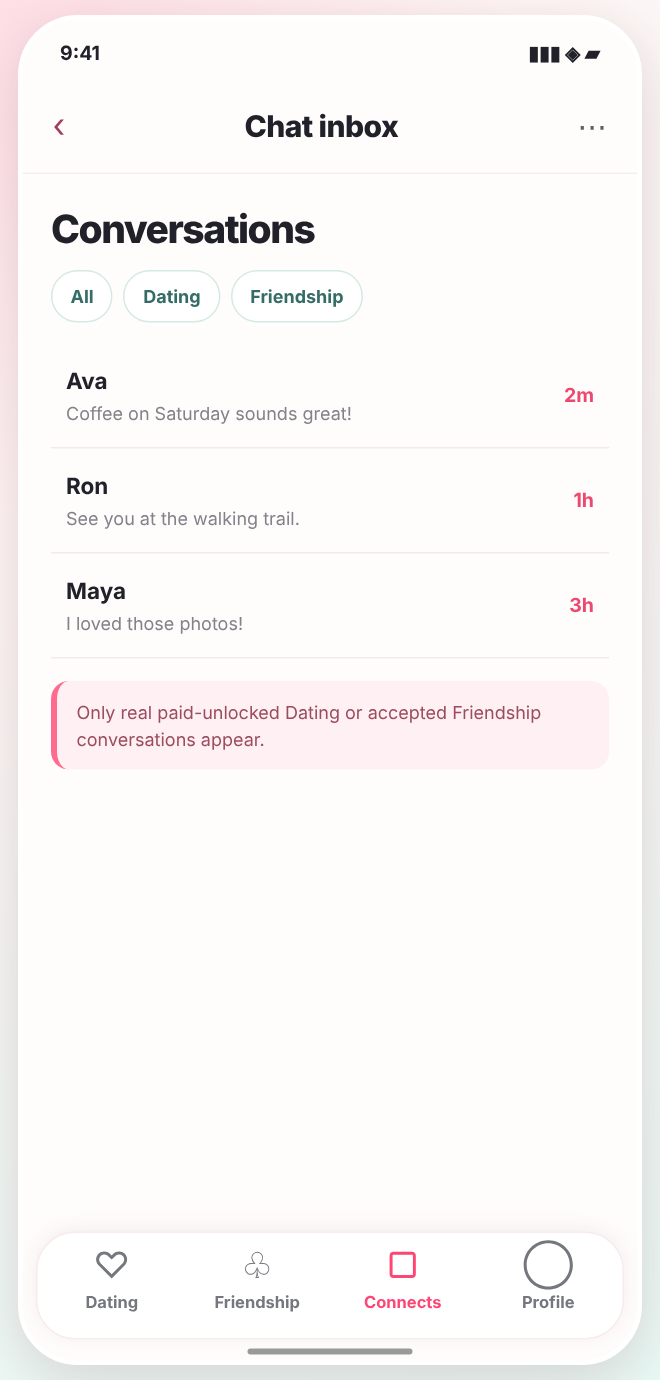 9:41
Chat inbox
Conversations
All Dating Friendship
Ava
Coffee on Saturday sounds great!
2m
Ron
See you at the walking trail.
1h
Maya
I loved those photos!
3h
Only real paid-unlocked Dating or accepted Friendship
conversations appear.
Dating Friendship Connects Profile